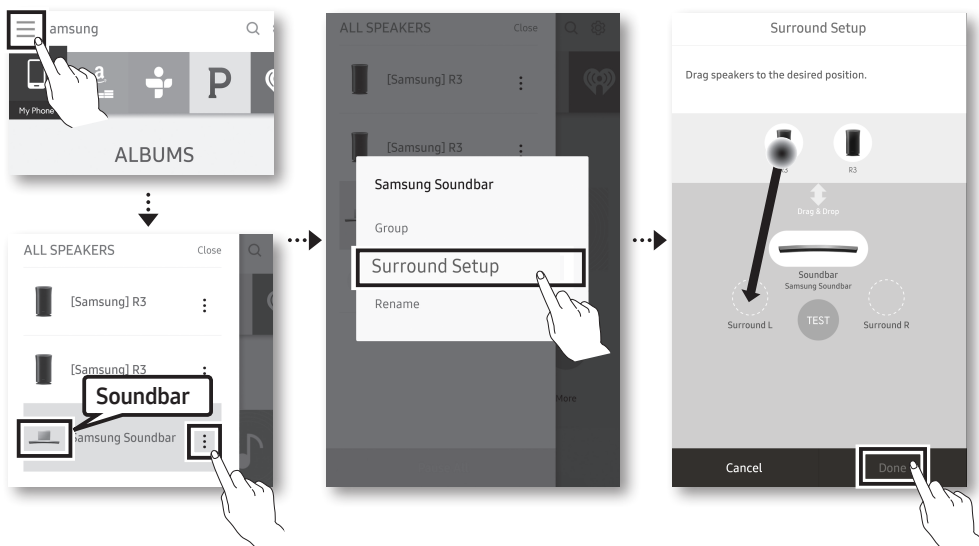 amsung
My Phone
a
P
ALBUMS
ALL SPEAKERS Close
[Samsung] R3
[Samsung] R3
Soundbar
Samsung Soundbar
ALL SPEAKERS Close
[Samsung] R3
[Samsung] R3
Samsung Soundbar
Group
Surround Setup
Rename
More
Surround Setup
Drag speakers to the desired position.
R3 R3
Drag & Drop
Soundbar
Samsung Soundbar
Surround L TEST Surround R
Cancel Done